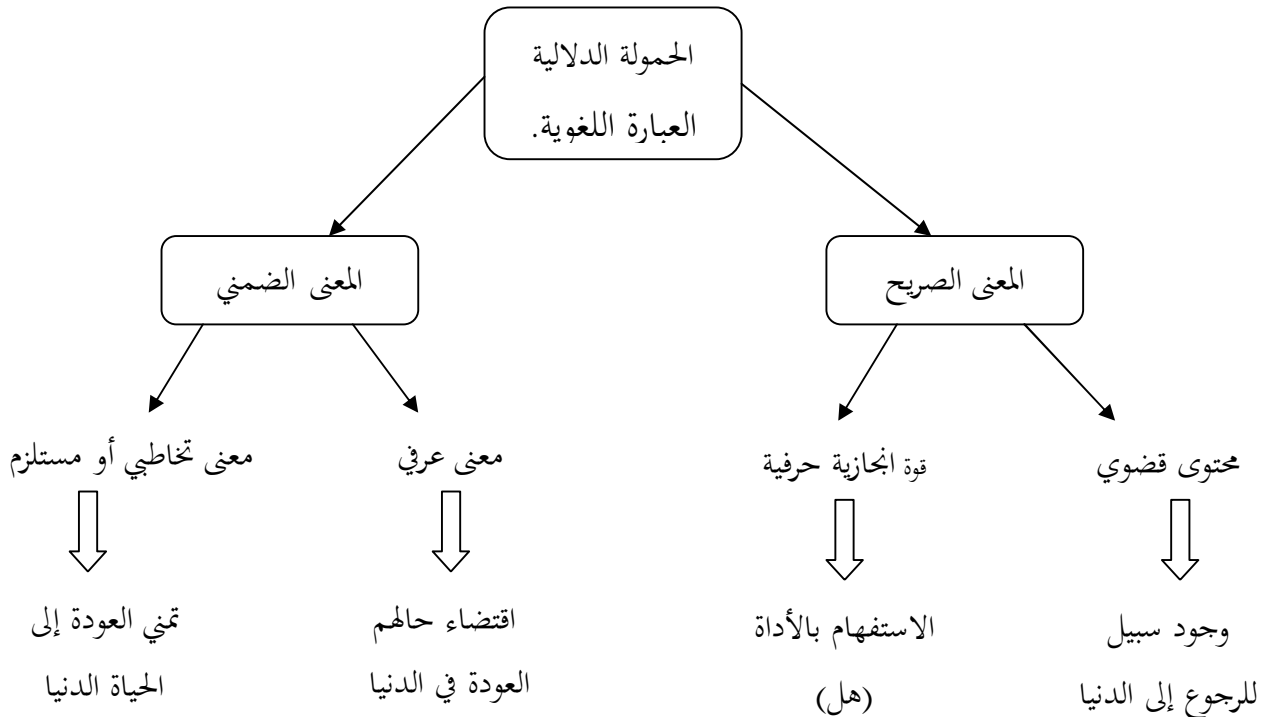 الحمولة الدلالية
العبارة اللغوية.
المعنى الصريح
المعنى الضمني
محتوى قضوي
قوة انجازية حرفية
معنى عرفي
معنى تخاطبي أو مستلزم
وجود سبيل
للرجوع إلى الدنيا
الاستفهام بالأداة
(هل)
اقتضاء حالهم
العودة في الدنيا
تمني العودة إلى
الحياة الدنيا